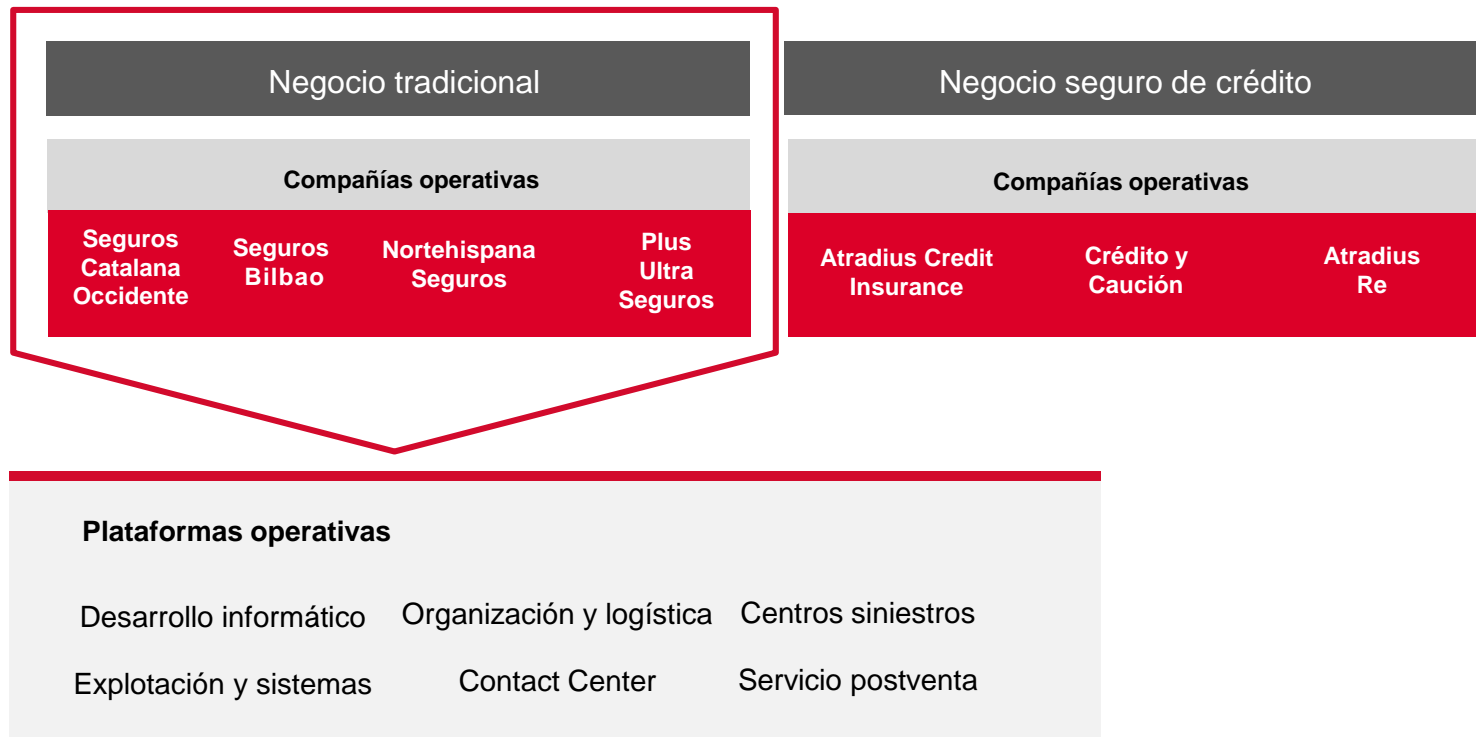 Negocio tradicional
Negocio seguro de crédito
Compañías operativas
Compañías operativas
Seguros
Catalana
Occidente
Seguros
Bilbao
Nortehispana
Seguros
Plus
Ultra
Seguros
Atradius Credit
Insurance
Crédito y
Caución
Atradius
Re
Plataformas operativas
Desarrollo informático
Organización y logística
Centros siniestros
Explotación y sistemas
Contact Center
Servicio postventa